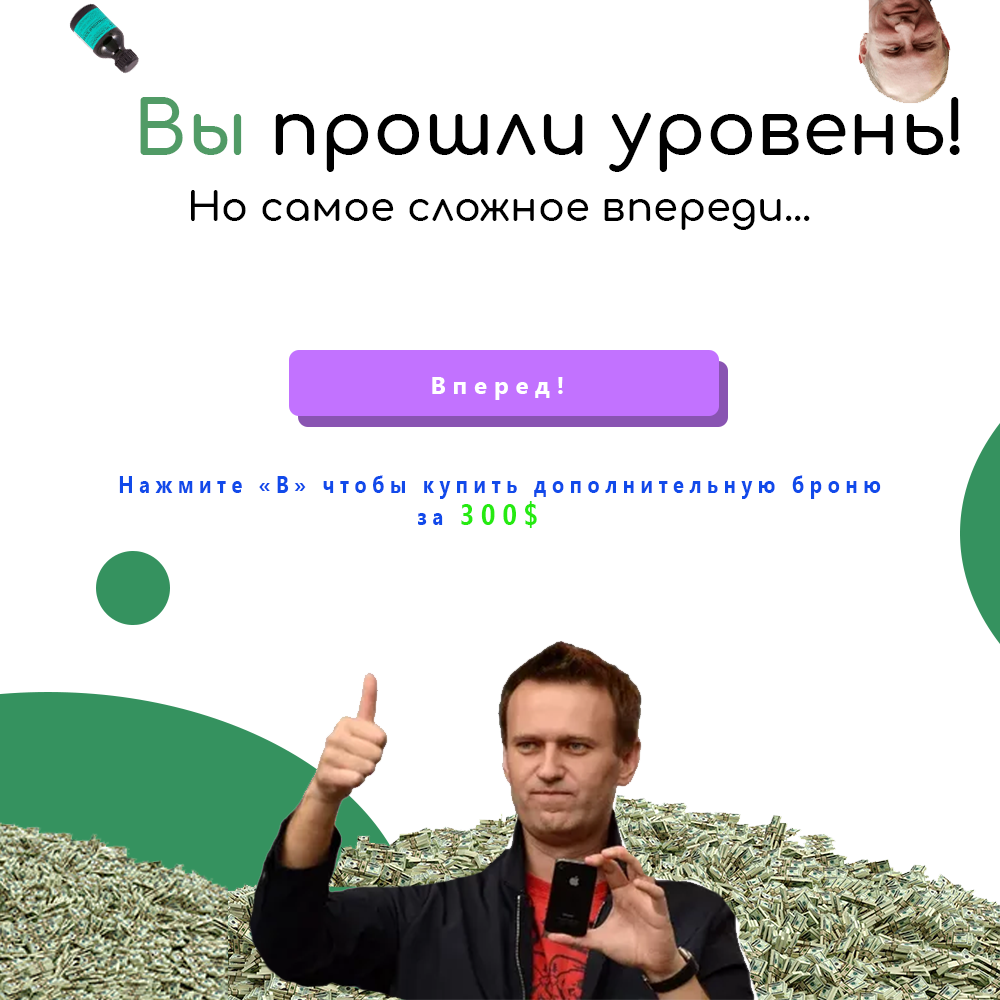 Вы прошли уровень!
Но самое сложное впереди...
Вперед!
Нажмите «В» чтобы купить дополнительную броню
за 300$